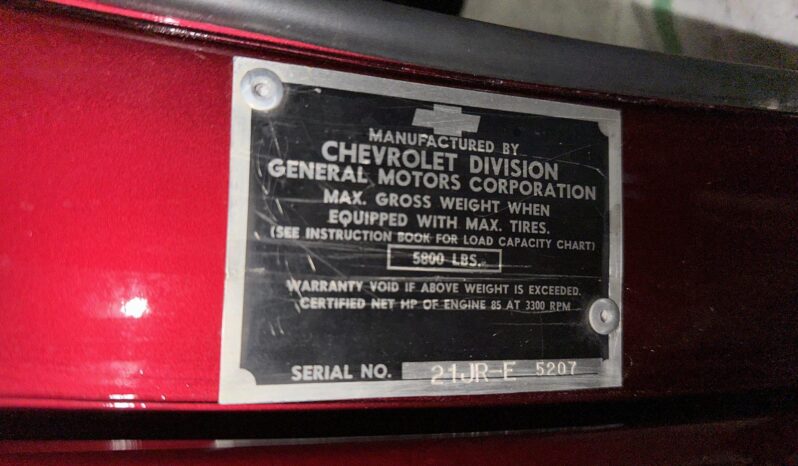 MANUFACTURED BY
CHEVROLET DIVISION
GENERAL MOTORS CORPORATION
MAX. GROSS WEIGHT WHEN
EQUIPPED WITH MAX. TIRES.
(SEE INSTRUCTION BOOK FOR LOAD CAPACITY CHART)
5800 LBS.
WARRANTY VOID IF ABOVE WEIGHT IS EXCEEDED.
CERTIFIED NET HP OF ENGINE 85 AT 3300 RPM
SERIAL NO. 21JR-E 5207